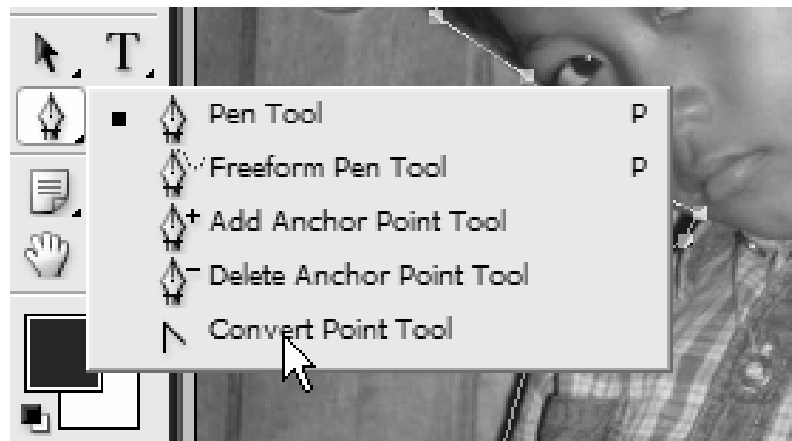 T
Pen Tool P
Freeform Pen Tool P
Add Anchor Point Tool
Delete Anchor Point Tool
Convert Point Tool